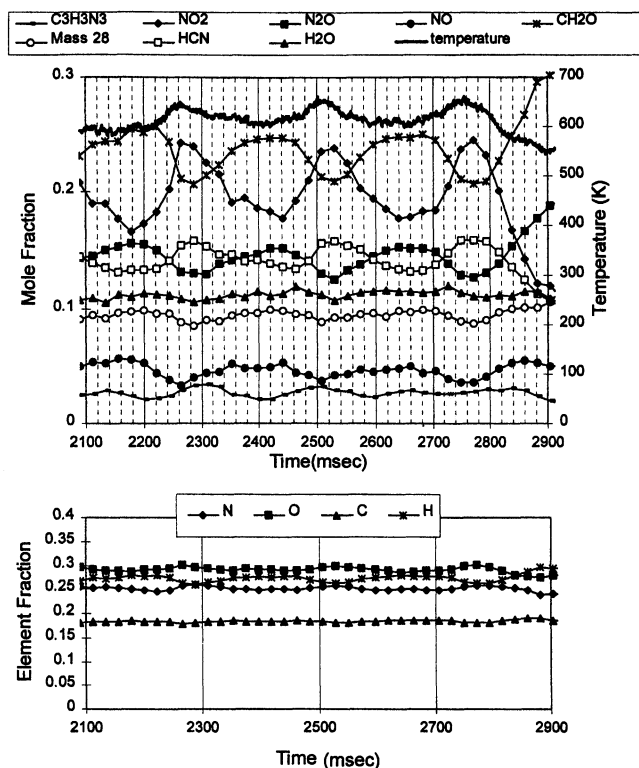 C3H3N3 NO2 N2O NO CH2O
Mass 28 HCN H2O temperature
0.3
0.2
0.1
0
Mole Fraction
700
600
500
400
300
200
100
0
Temperature (K)
2100 2200 2300 2400 2500 2600 2700 2800 2900
Time(msec)
N O C H
0.4
0.35
0.3
0.25
0.2
0.15
0.1
0.05
0
Element Fraction
2100 2300 2500 2700 2900
Time (msec)